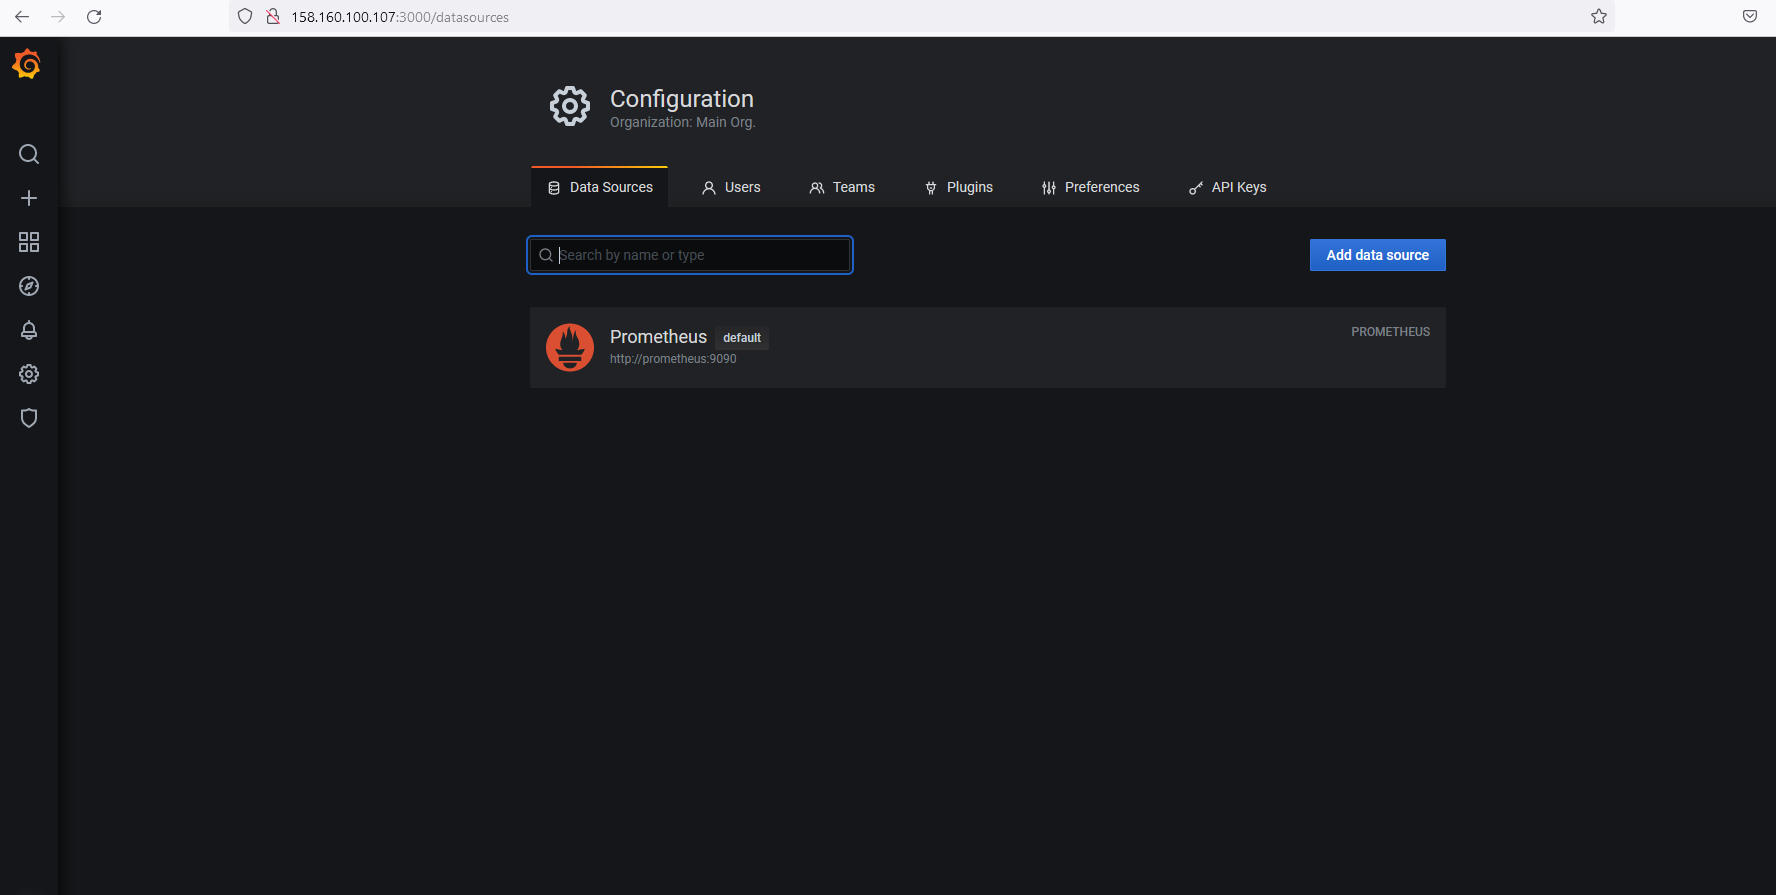 158.160.100.107:3000/datasources
Configuration
Organization: Main Org.
Data Sources Users Teams Plugins Preferences API Keys
Search by name or type Add data source
Prometheus default PROMETHEUS
http://prometheus:9090